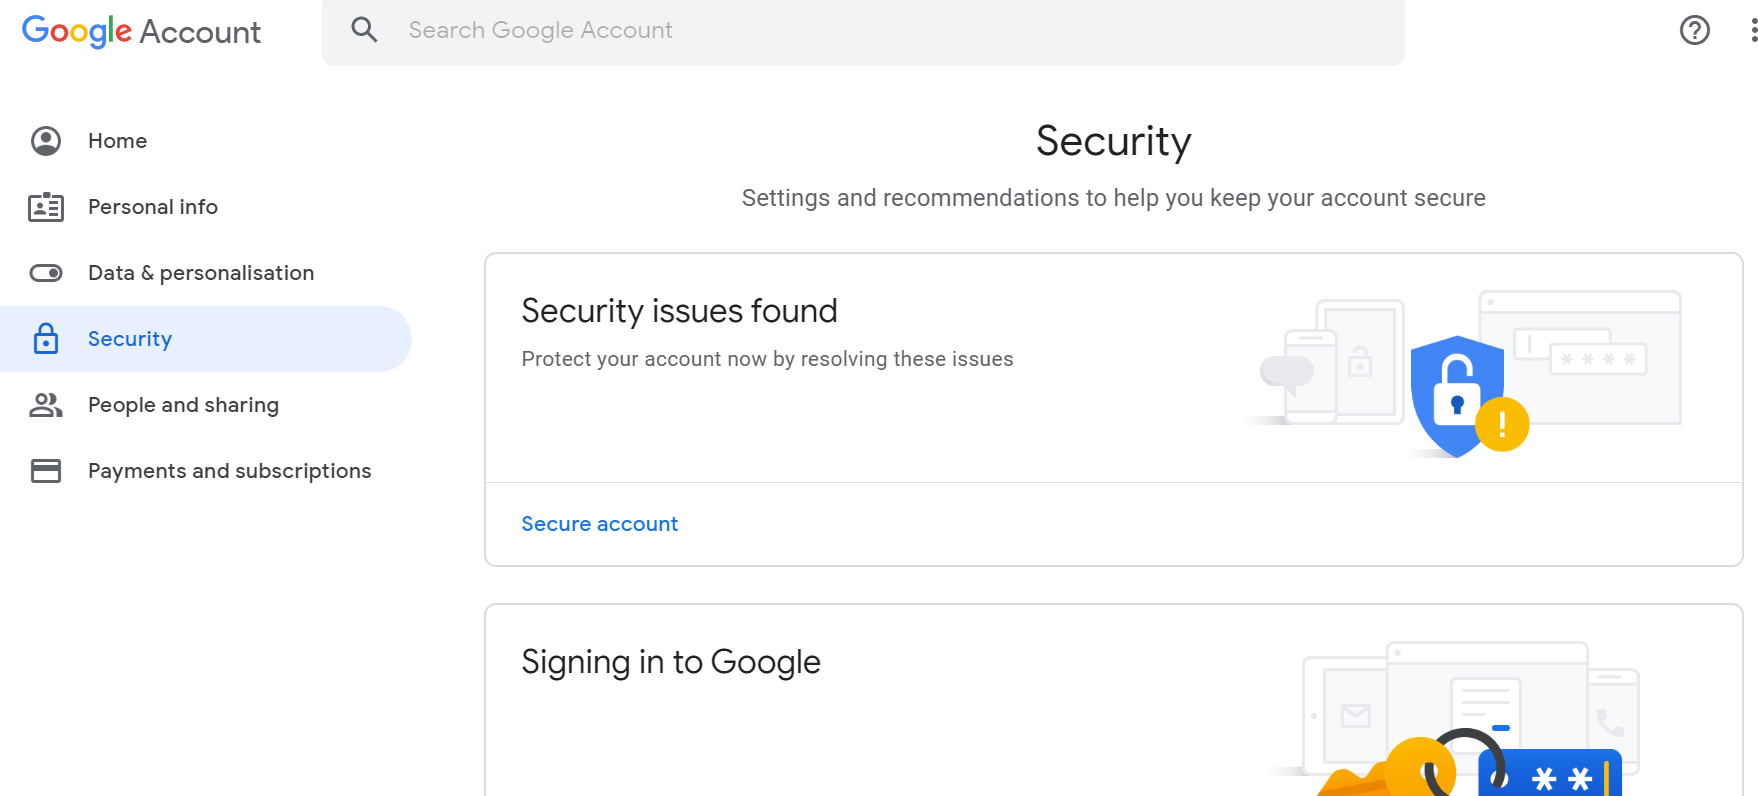 Google Account
Search Google Account
Home
Personal info
Data & personalisation
Security
People and sharing
Payments and subscriptions
Security
Settings and recommendations to help you keep your account secure
Security issues found
Protect your account now by resolving these issues
Secure account
Signing in to Google